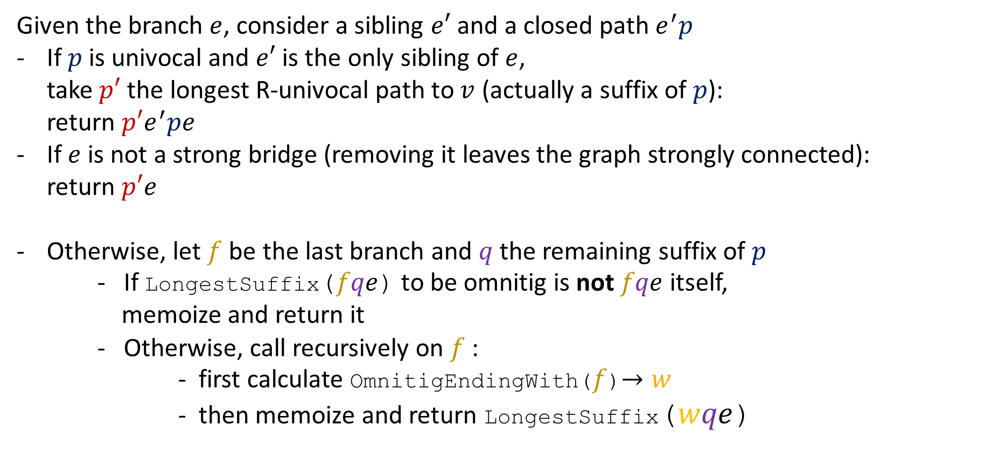 Given the branch e, consider a sibling e′ and a closed path e′p
- If p is univocal and e′ is the only sibling of e,
take p′ the longest R-univocal path to v (actually a suffix of p):
return p′e′pe
- If e is not a strong bridge (removing it leaves the graph strongly connected):
return p′e
- Otherwise, let f be the last branch and q the remaining suffix of p
- If LongestSuffix(fqe) to be omnitig is not fqe itself,
memoize and return it
- Otherwise, call recursively on f :
- first calculate OmnitigEndingWith(f)→ w
- then memoize and return LongestSuffix(wqe)